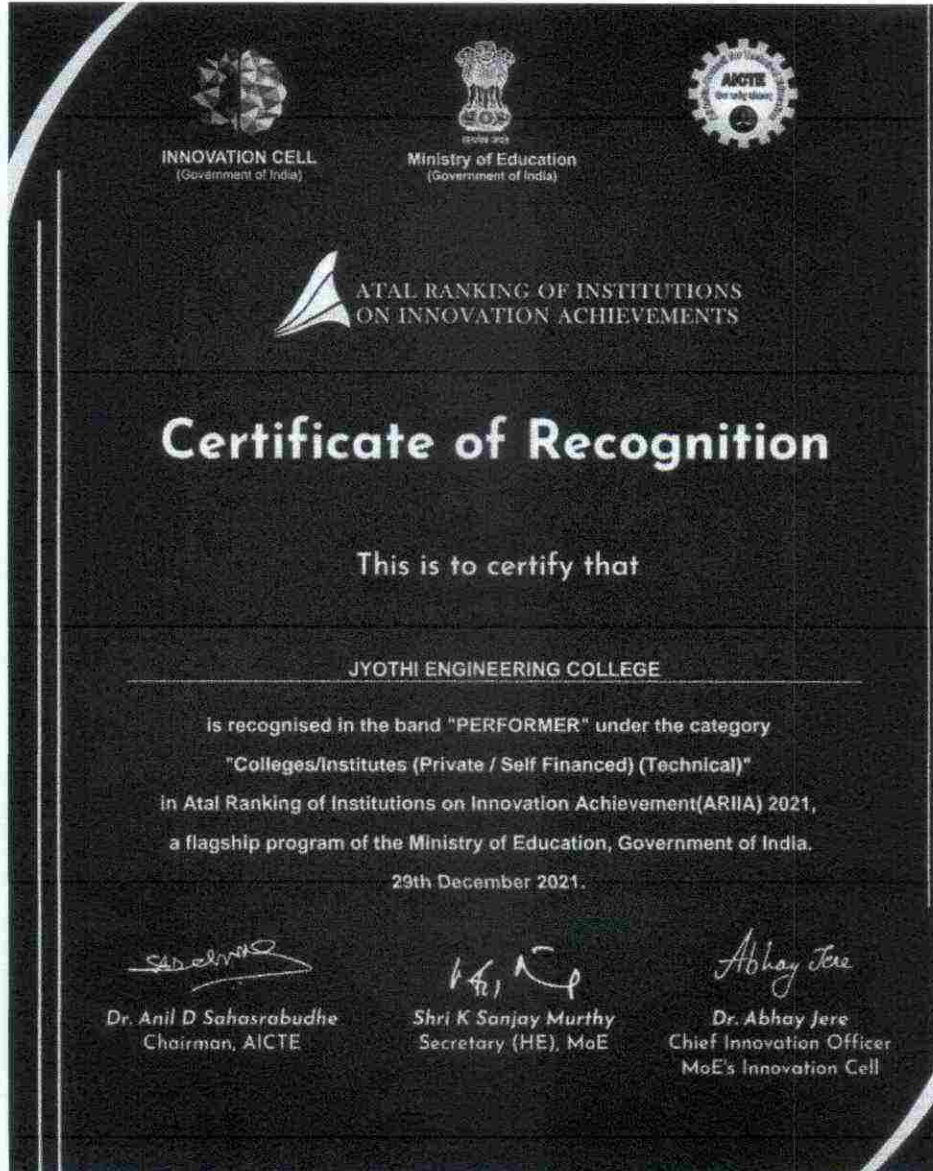 INNOVATION CELL
(Government of India)
सत्यमेव जयते
Ministry of Education
(Government of India)
AICTE
ATAL RANKING OF INSTITUTIONS
ON INNOVATION ACHIEVEMENTS
Certificate of Recognition
This is to certify that
JYOTHI ENGINEERING COLLEGE
is recognised in the band "PERFORMER" under the category
"Colleges/Institutes (Private / Self Financed) (Technical)"
in Atal Ranking of Institutions on Innovation Achievement(ARIIA) 2021,
a flagship program of the Ministry of Education, Government of India.
29th December 2021.
Abhay Jere
Dr. Anil D Sahasrabudhe
Chairman, AICTE
Shri K Sanjay Murthy
Secretary (HE), MoE
Dr. Abhay Jere
Chief Innovation Officer
MoE's Innovation Cell